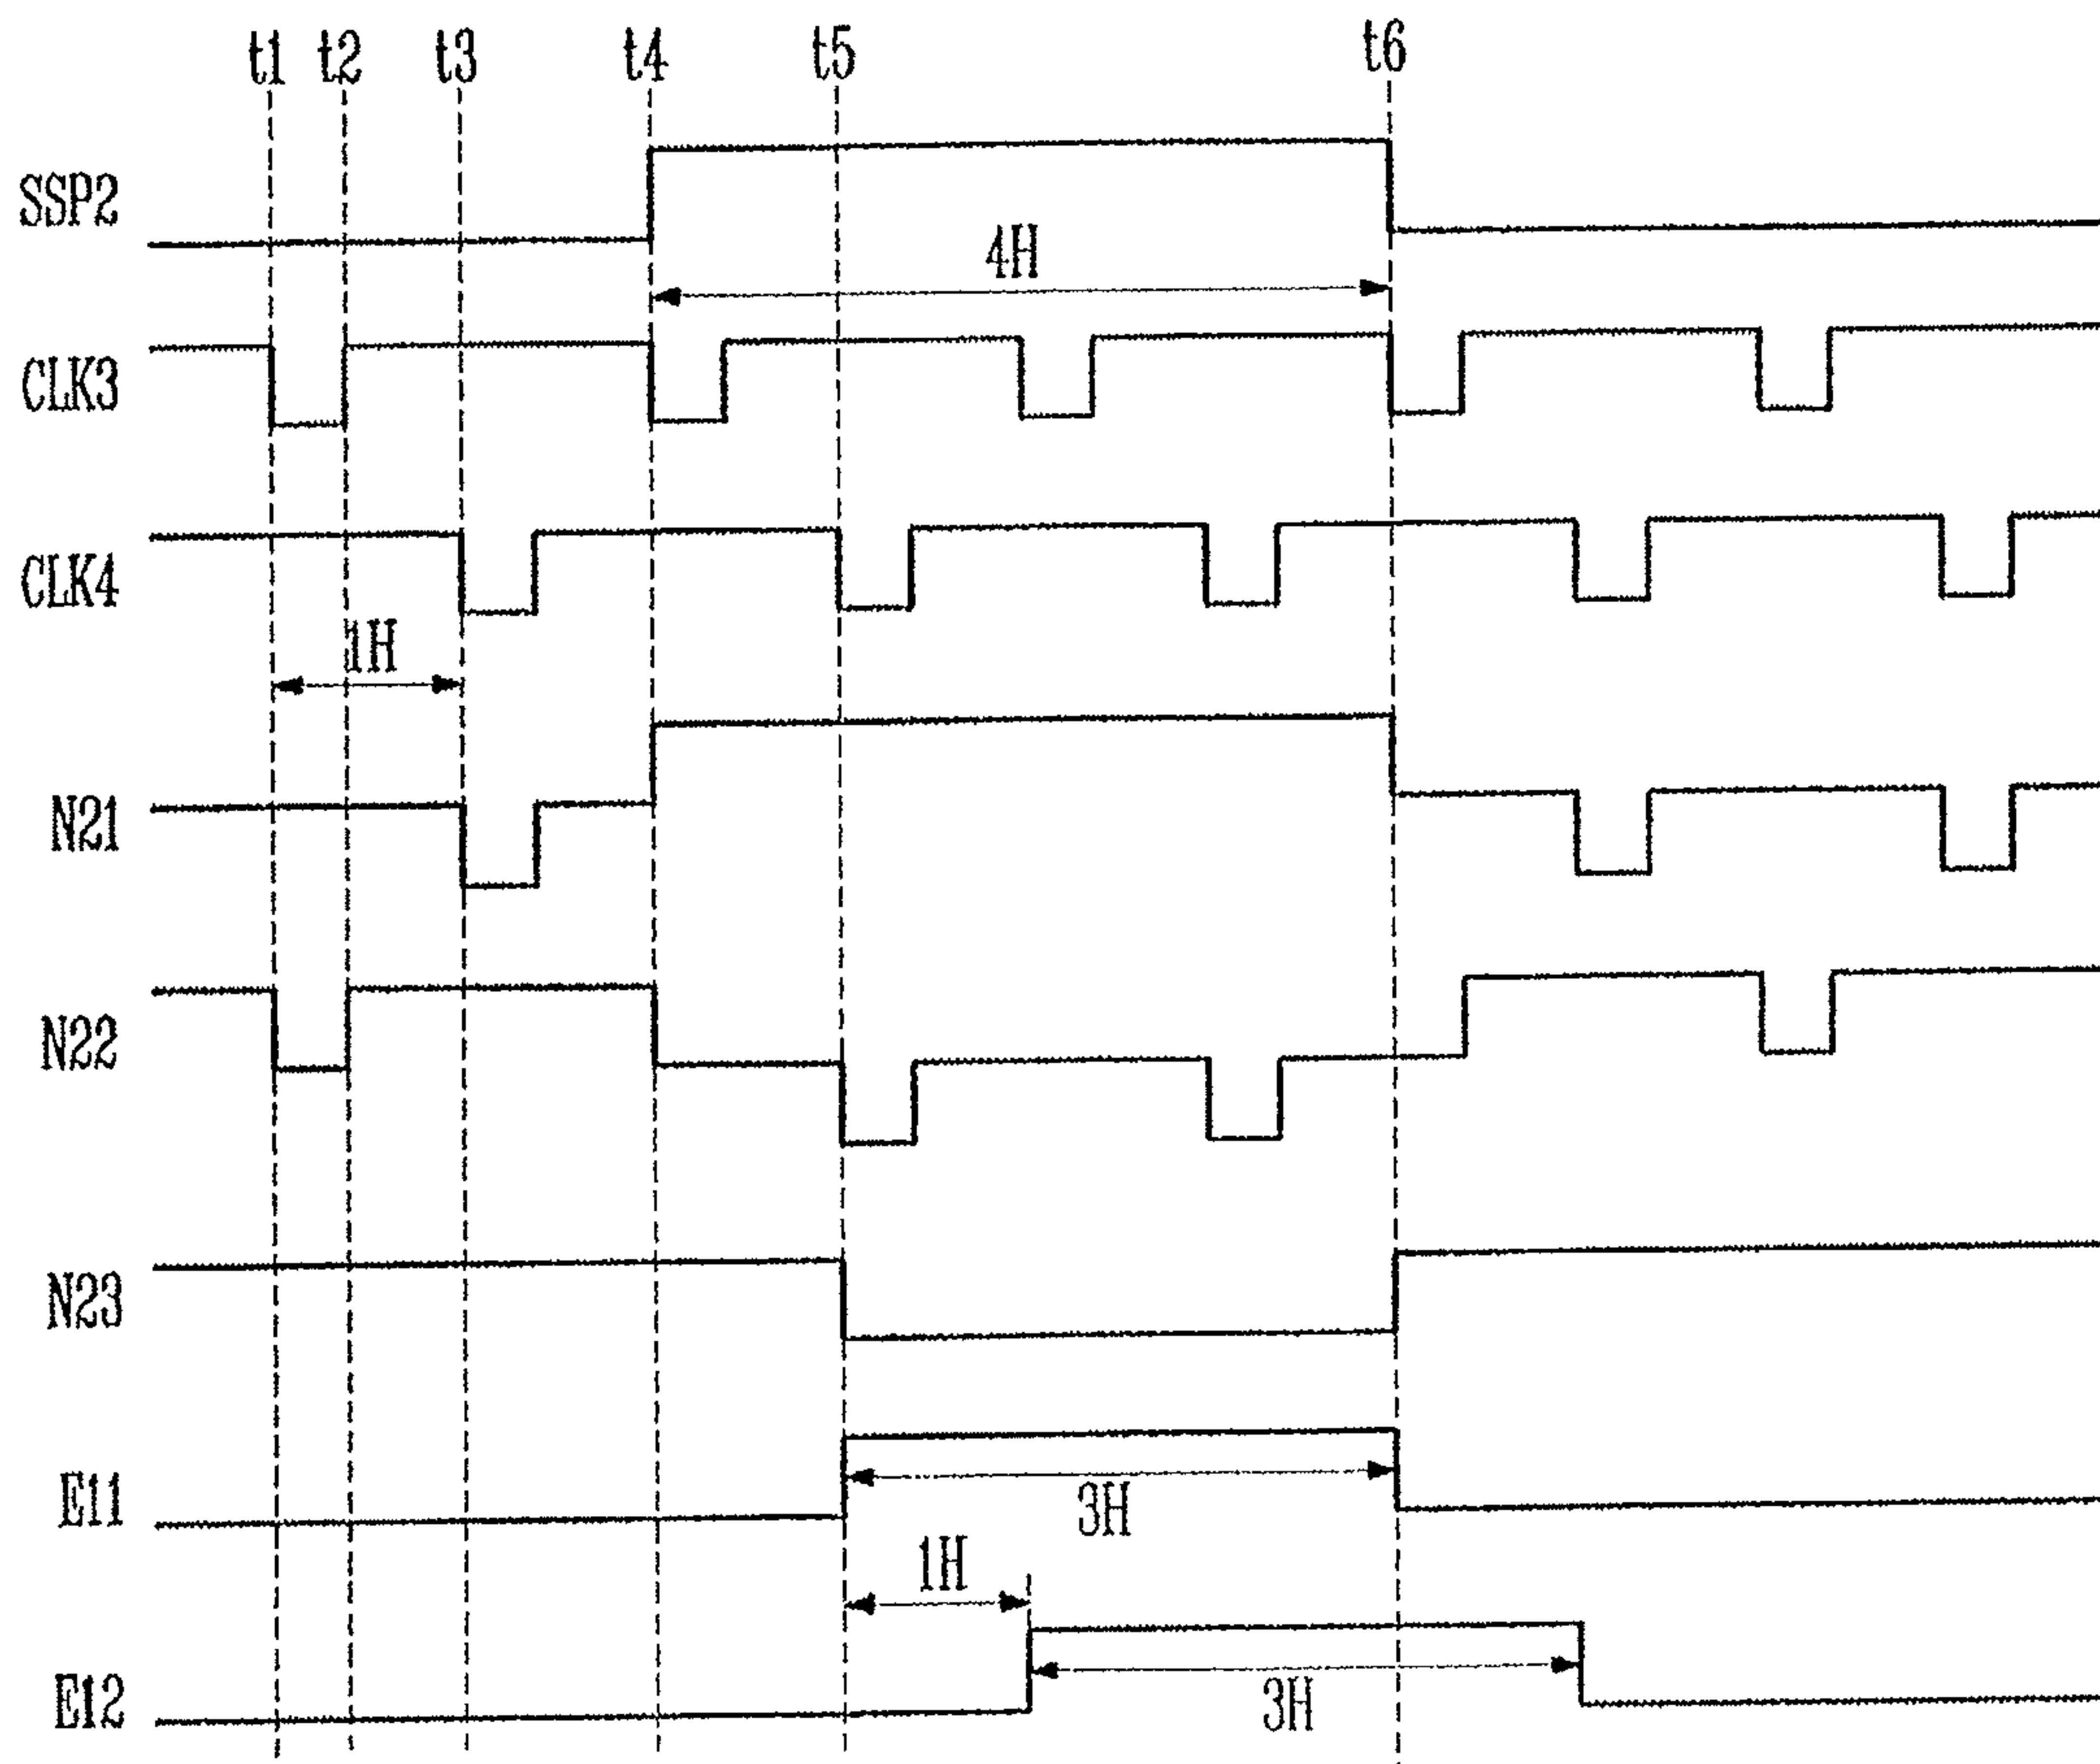 t1 t2 t3 t4 t5 t6
SSP2
4H
CLK3
CLK4
1H
N21
N22
N23
E11
3H
1H
E12
3H